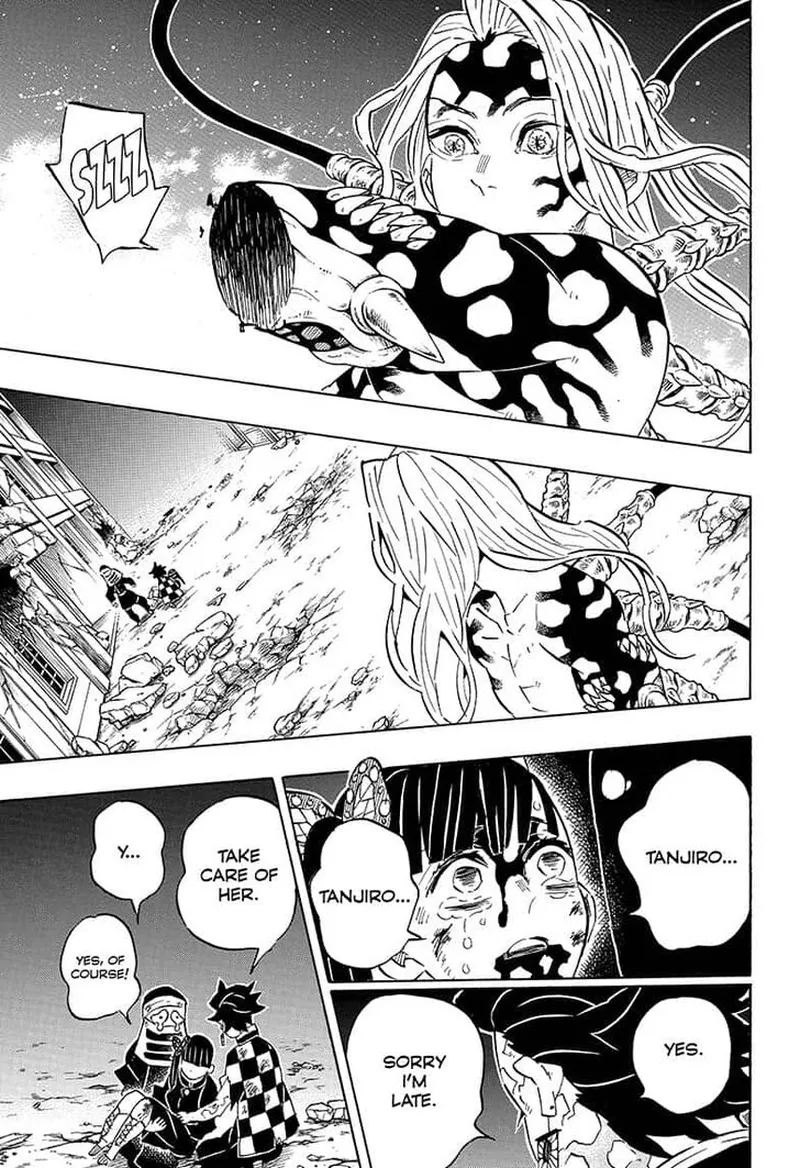 SZZZ
TANJIRO...
TANJIRO...
YES.
SORRY
I'M
LATE.
TAKE
CARE OF
HER.
Y...
YES, OF
COURSE!